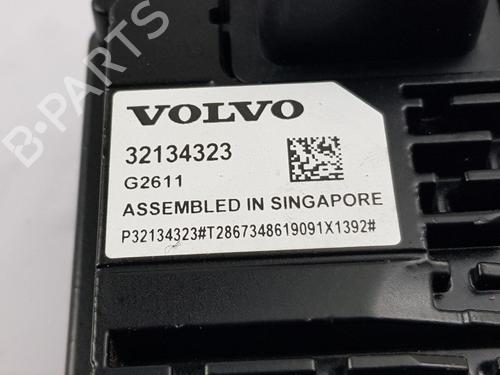 VOLVO
32134323
G2611
ASSEMBLED IN SINGAPORE
P32134323#T2867348619091X1392#
B-PARTS